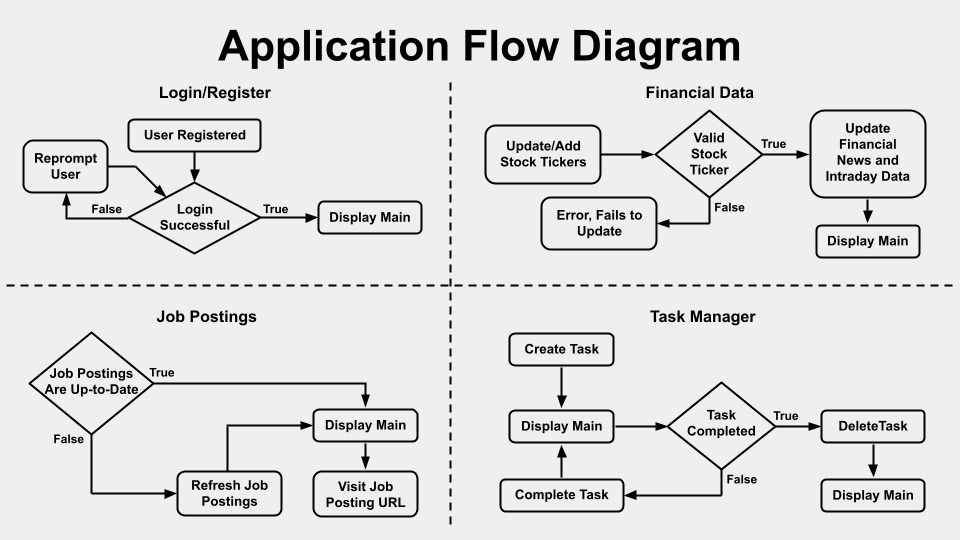 Application Flow Diagram
Login/Register
User Registered
Reprompt
User
Login
Successful
False
True
Display Main
Financial Data
Update/Add
Stock Tickers
Valid
Stock
Ticker
True
False
Update
Financial
News and
Intraday Data
Error, Fails to
Update
Display Main
Job Postings
Job Postings
Are Up-to-Date
True
False
Display Main
Refresh Job
Postings
Visit Job
Posting URL
Task Manager
Create Task
Display Main
Task
Completed
True
False
DeleteTask
Complete Task
Display Main